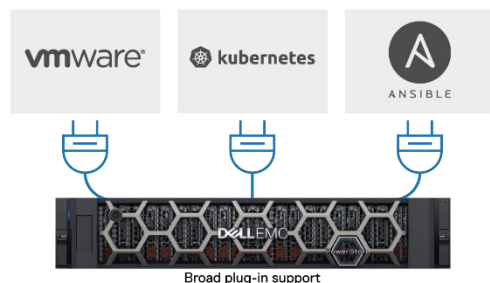 vmware®
kubernetes
A
ANSIBLE
DELLEMC
Broad plug-in support